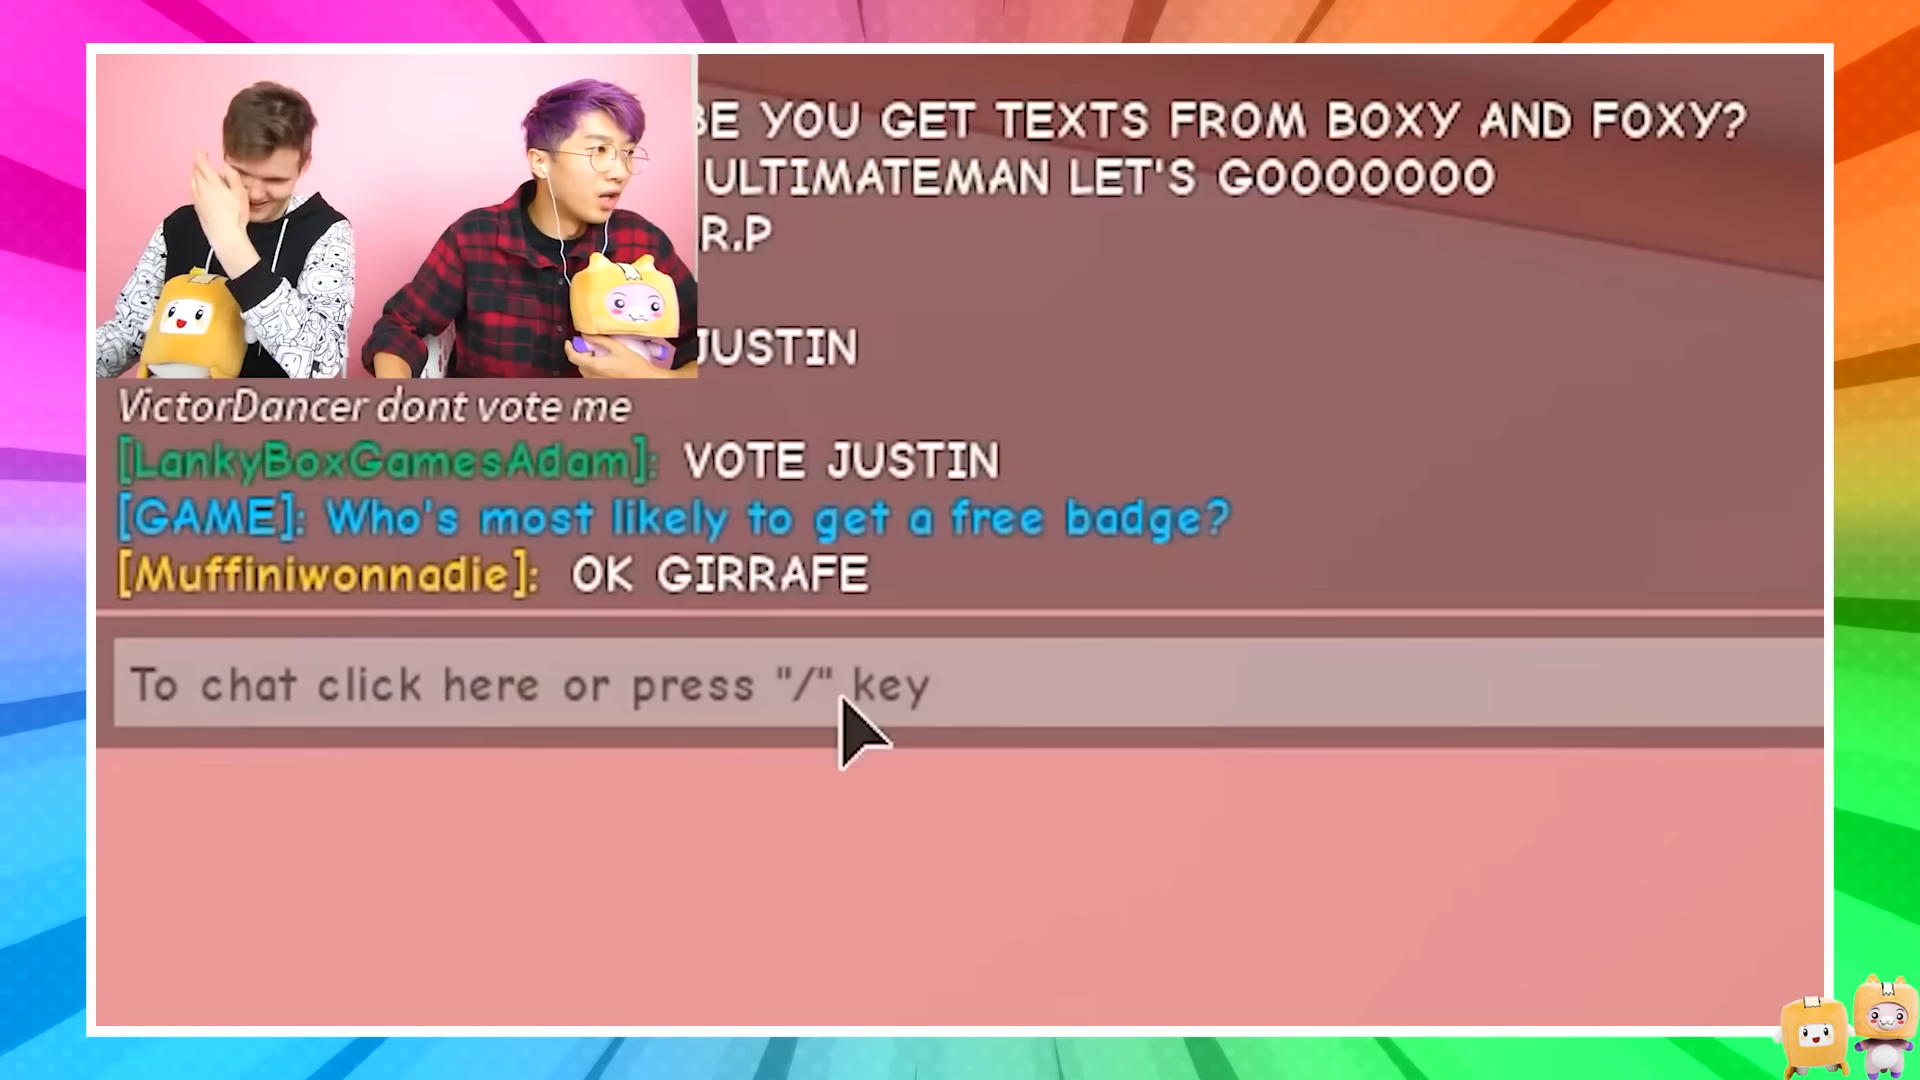 YOU GET TEXTS FROM BOXY AND FOXY?
ULTIMATEMAN LET'S GOOOOOOO
R.P
JUSTIN
VictorDancer dont vote me
[LankyBoxGamesAdam]: VOTE JUSTIN
[GAME]: Who's most likely to get a free badge?
[Muffiniwonnadie]: OK GIRRAFE
To chat click here or press "/" key